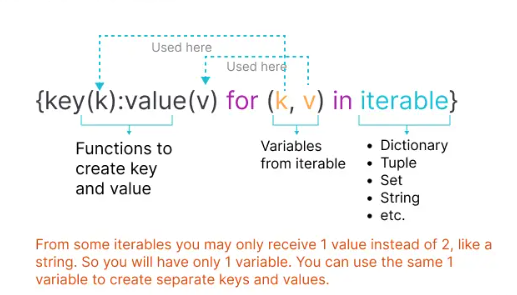 Used here
Used here
{key(k):value(v) for (k, v) in iterable}
Functions to
create key
and value
Variables
from iterable
• Dictionary
• Tuple
• Set
• String
• etc.
From some iterables you may only receive 1 value instead of 2, like a
string. So you will have only 1 variable. You can use the same 1
variable to create separate keys and values.